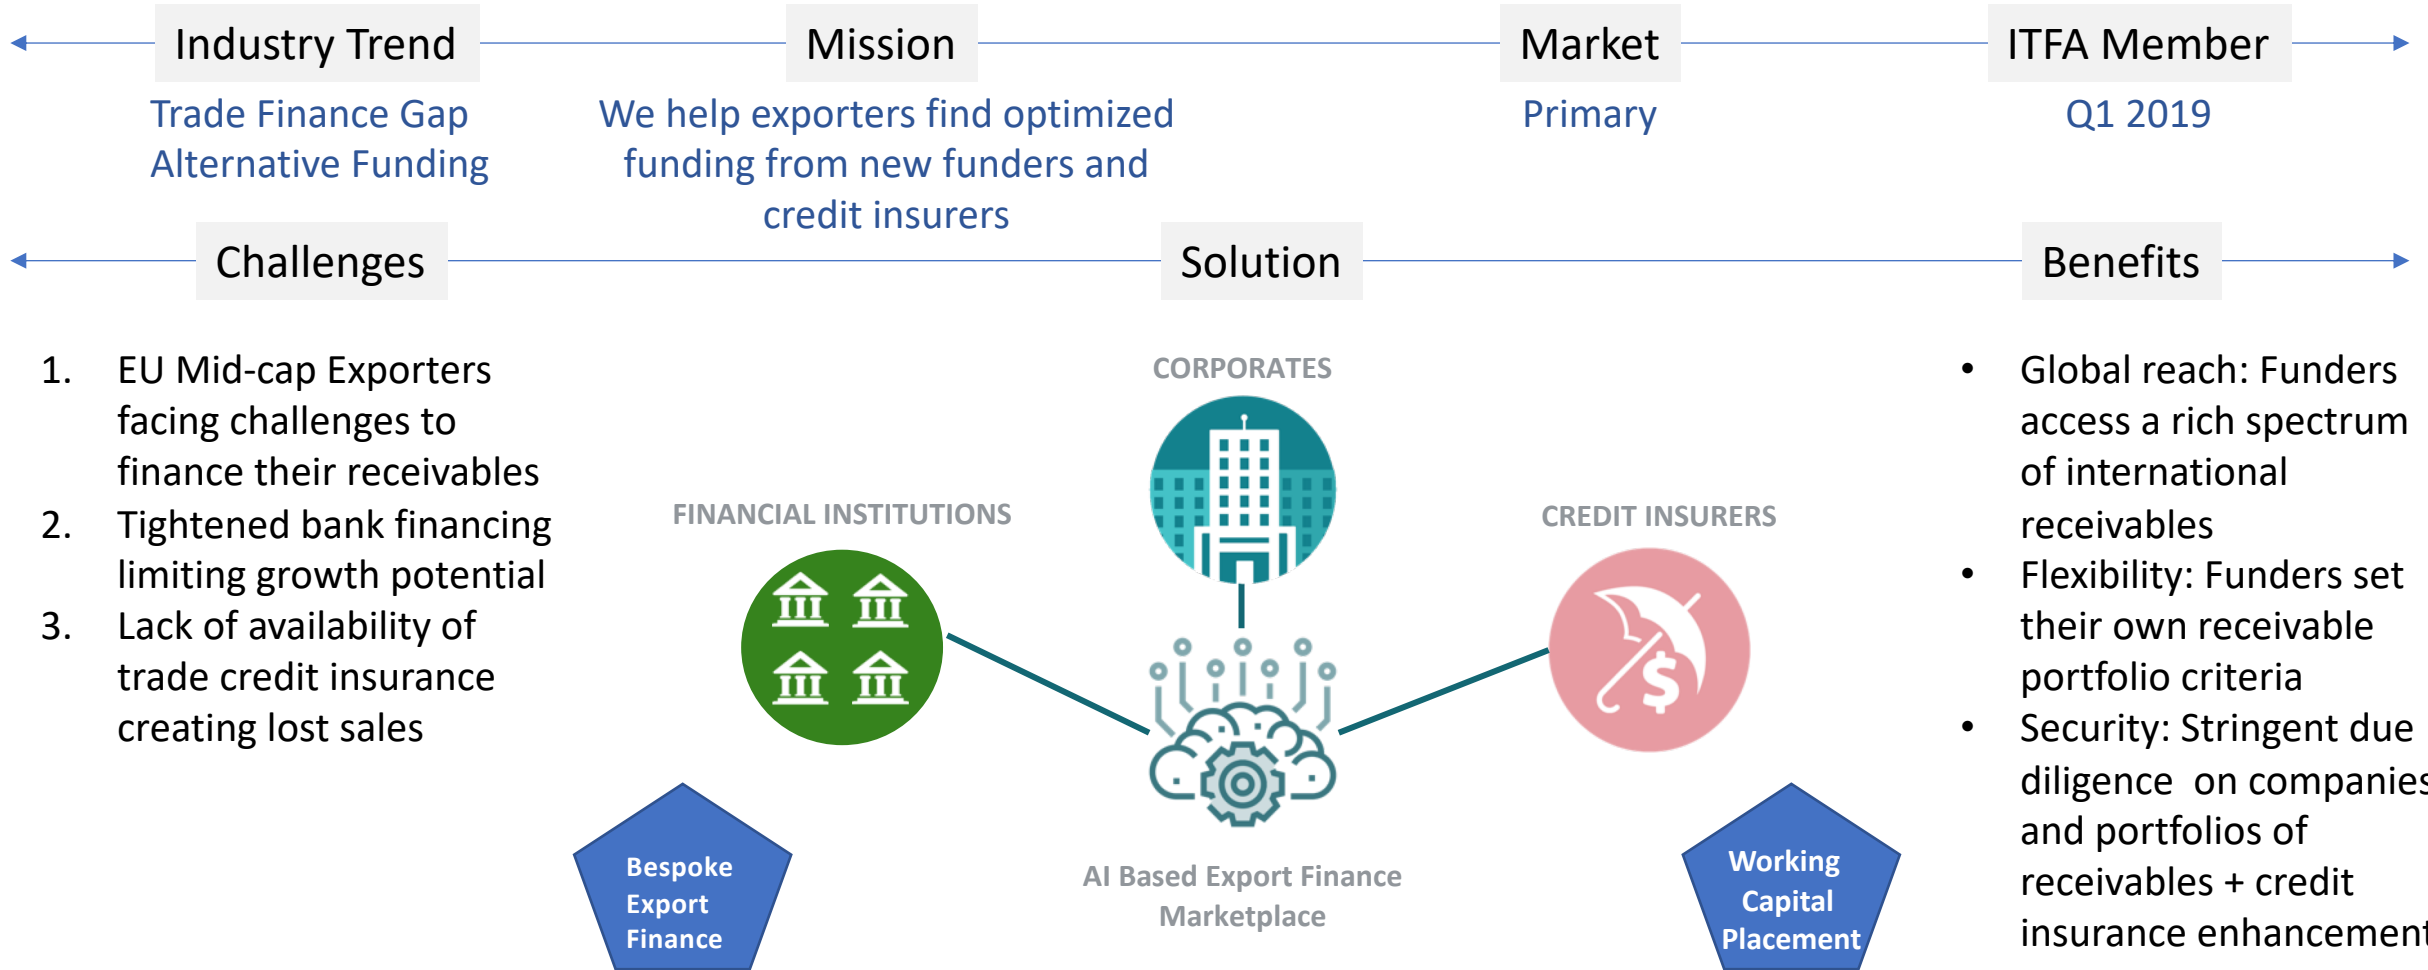 Industry Trend
Mission
Market
ITFA Member
Trade Finance Gap
Alternative Funding
We help exporters find optimized
funding from new funders and
credit insurers
Primary
Q1 2019
Challenges
Solution
Benefits
1. EU Mid-cap Exporters
facing challenges to
finance their receivables
2. Tightened bank financing
limiting growth potential
3. Lack of availability of
trade credit insurance
creating lost sales
CORPORATES
FINANCIAL INSTITUTIONS
CREDIT INSURERS
$
AI Based Export Finance
Marketplace
Bespoke
Export
Finance
Working
Capital
Placement
• Global reach: Funders
access a rich spectrum
of international
receivables
• Flexibility: Funders set
their own receivable
portfolio criteria
• Security: Stringent due
diligence on companies
and portfolios of
receivables + credit
insurance enhancement